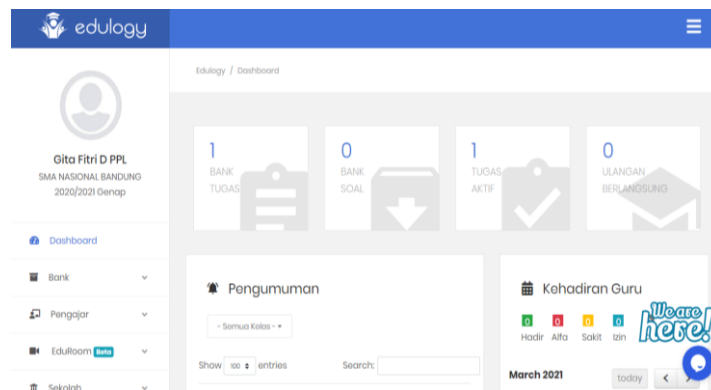 edulogy
Edulogy / Dashboard
Gita Fitri D PPL
SMA NASIONAL BANDUNG
2020/2021 Genap
1
BANK
TUGAS
0
BANK
SOAL
1
TUGAS
AKTIF
0
ULANGAN
BERLANGSUNG
Dashboard
Bank
Pengajar
EduRoom Beta
Sekolah
Pengumuman
- Semua Kelas -
Show 100 entries Search:
Kehadiran Guru
0 0 0 0
Hadir Alfa Sakit Izin
We are
here!
March 2021 today